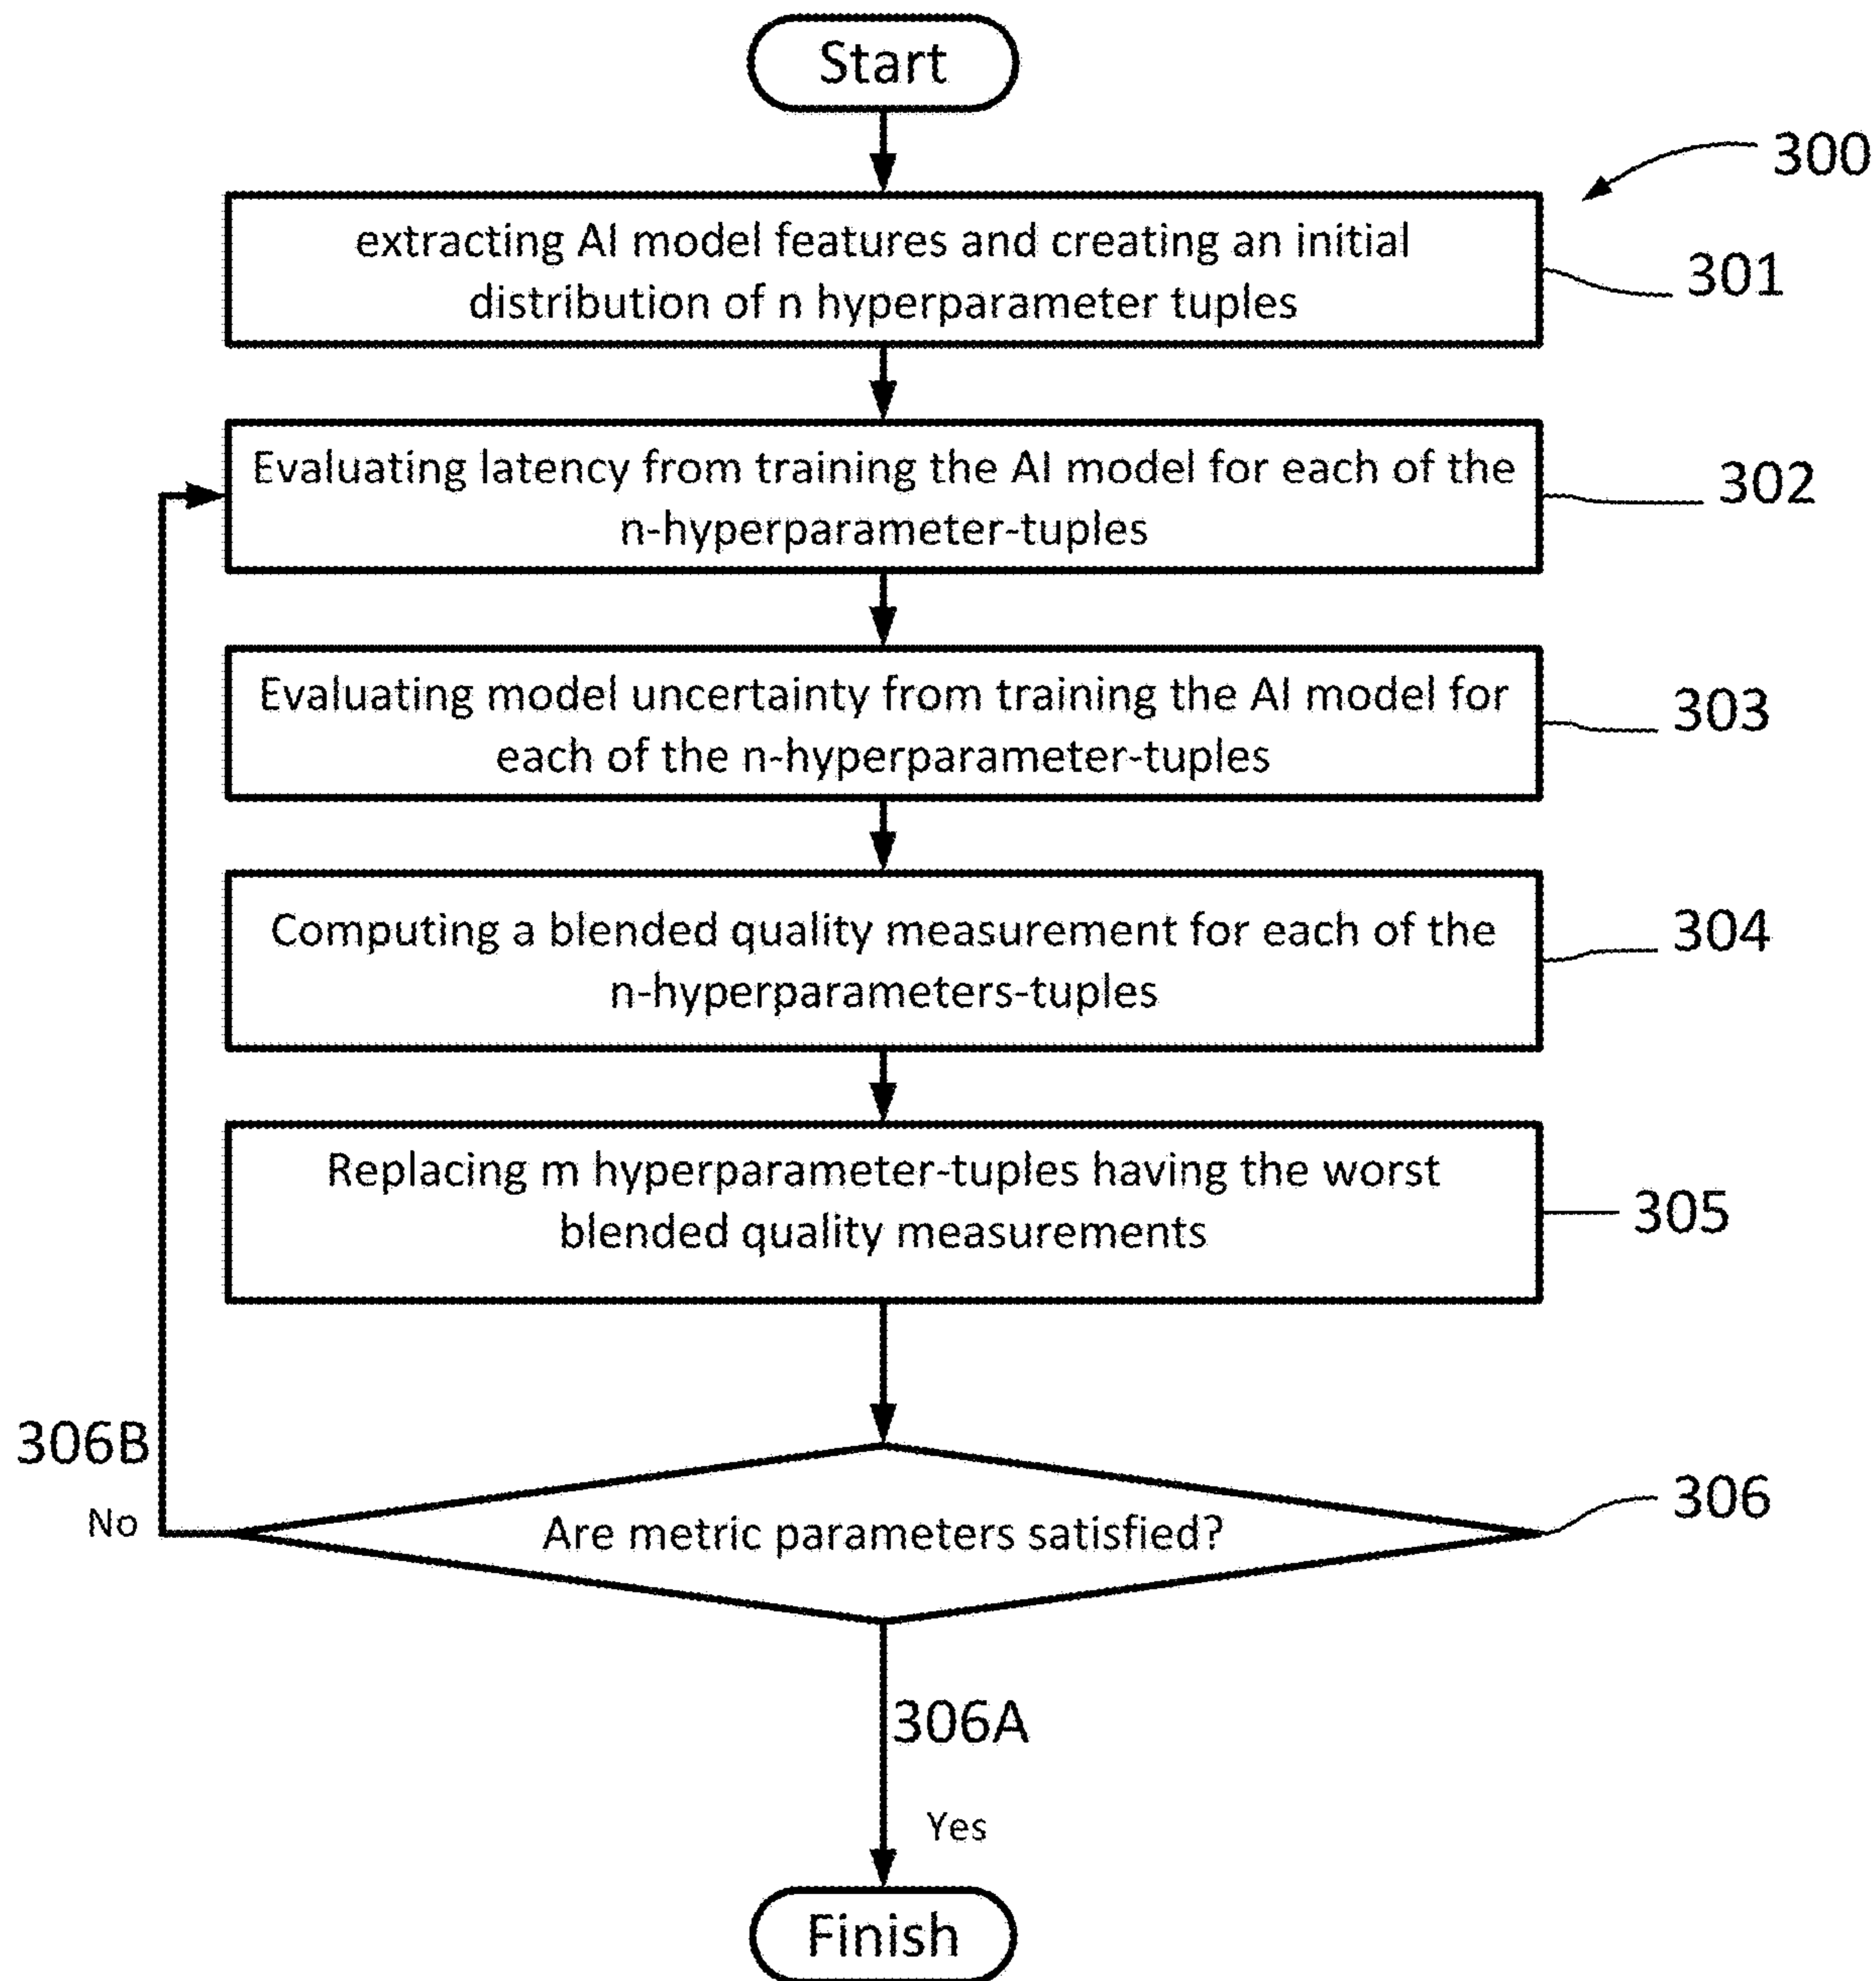 Start
300
extracting AI model features and creating an initial
distribution of n hyperparameter tuples
301
Evaluating latency from training the AI model for each of the
n-hyperparameter-tuples
302
Evaluating model uncertainty from training the AI model for
each of the n-hyperparameter-tuples
303
Computing a blended quality measurement for each of the
n-hyperparameters-tuples
304
Replacing m hyperparameter-tuples having the worst
blended quality measurements
305
306B
No
Are metric parameters satisfied?
306
306A
Yes
Finish